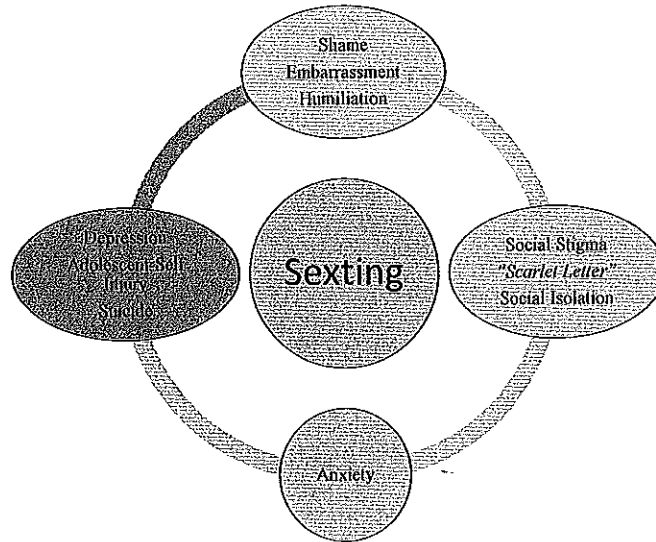 Shame
Embarrassment
Humiliation
Depression
Adolescent Self
Injury
Suicide
Sexting
Social Stigma
"Scarlet Letter"
Social Isolation
Anxiety